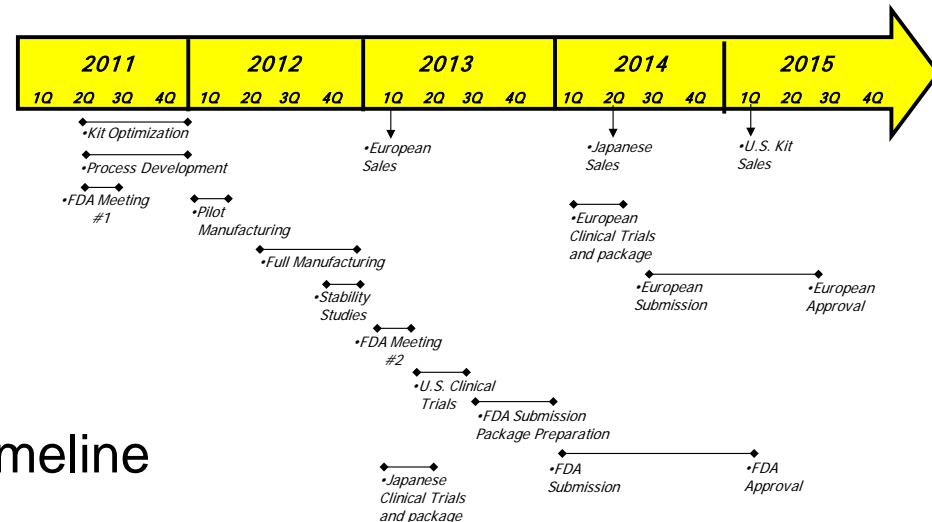 2011 2012 2013 2014 2015
1Q 2Q 3Q 4Q 1Q 2Q 3Q 4Q 1Q 2Q 3Q 4Q 1Q 2Q 3Q 4Q 1Q 2Q 3Q 4Q
•Kit Optimization
•Process Development
•FDA Meeting
#1
•Pilot
Manufacturing
•Full Manufacturing
•Stability
Studies
•European
Sales
•FDA Meeting
#2
•U.S. Clinical
Trials
•FDA Submission
Package Preparation
•Japanese
Clinical Trials
and package
•Japanese
Sales
•European
Clinical Trials
and package
•European
Submission
•European
Approval
•U.S. Kit
Sales
•FDA
Submission
•FDA
Approval
meline